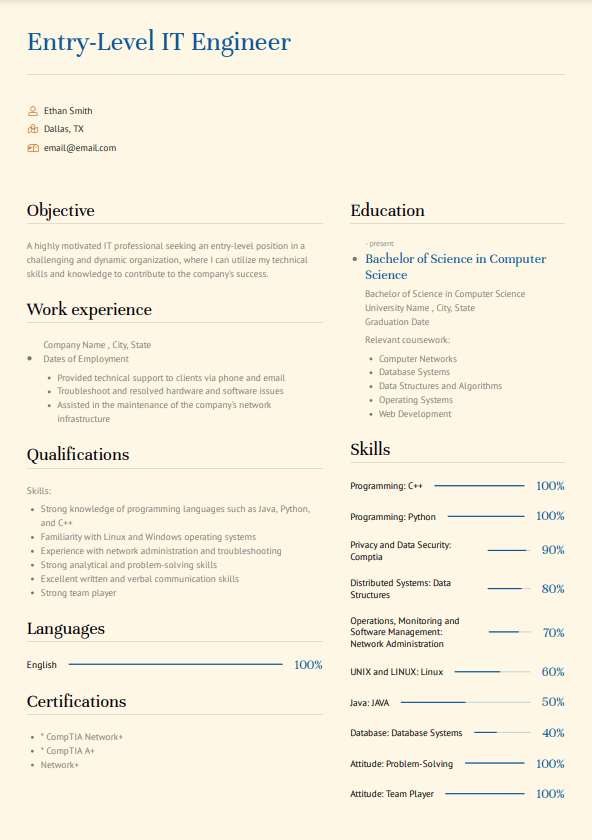 Entry-Level IT Engineer
Ethan Smith
Dallas, TX
email@email.com
Objective
A highly motivated IT professional seeking an entry-level position in a
challenging and dynamic organization, where I can utilize my technical
skills and knowledge to contribute to the company's success.
Work experience
Company Name , City, State
Dates of Employment
• Provided technical support to clients via phone and email
• Troubleshoot and resolved hardware and software issues
• Assisted in the maintenance of the company's network
infrastructure
Qualifications
Skills:
• Strong knowledge of programming languages such as Java, Python,
and C++
• Familiarity with Linux and Windows operating systems
• Experience with network administration and troubleshooting
• Strong analytical and problem-solving skills
• Excellent written and verbal communication skills
• Strong team player
Languages
English 100%
Certifications
• * CompTIA Network+
• * CompTIA A+
• Network+
Education
- present
Bachelor of Science in Computer
Science
Bachelor of Science in Computer Science
University Name , City, State
Graduation Date
Relevant coursework:
• Computer Networks
• Database Systems
• Data Structures and Algorithms
• Operating Systems
• Web Development
Skills
Programming: C++ 100%
Programming: Python 100%
Privacy and Data Security:
Comptia 90%
Distributed Systems: Data
Structures 80%
Operations, Monitoring and
Software Management:
Network Administration 70%
UNIX and LINUX: Linux 60%
Java: JAVA 50%
Database: Database Systems 40%
Attitude: Problem-Solving 100%
Attitude: Team Player 100%